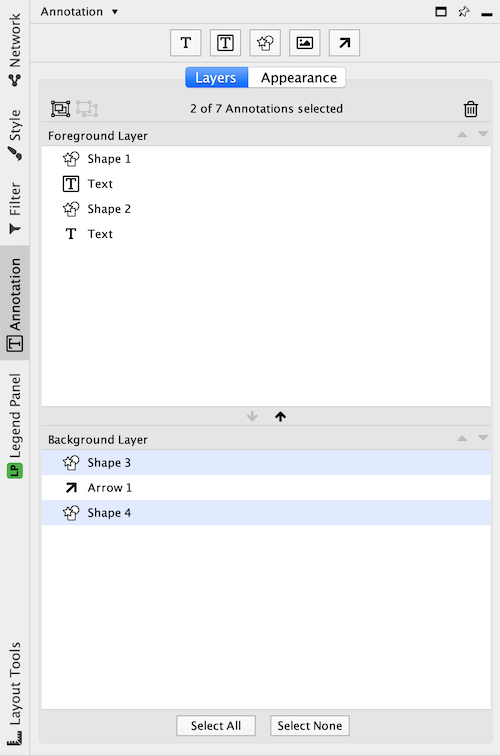 Annotation
Network
Style
Filter
Annotation
LP Legend Panel
Layout Tools
T
T
Layers
Appearance
2 of 7 Annotations selected
Foreground Layer
Shape 1
T Text
Shape 2
T Text
Background Layer
Shape 3
Arrow 1
Shape 4
Select All
Select None